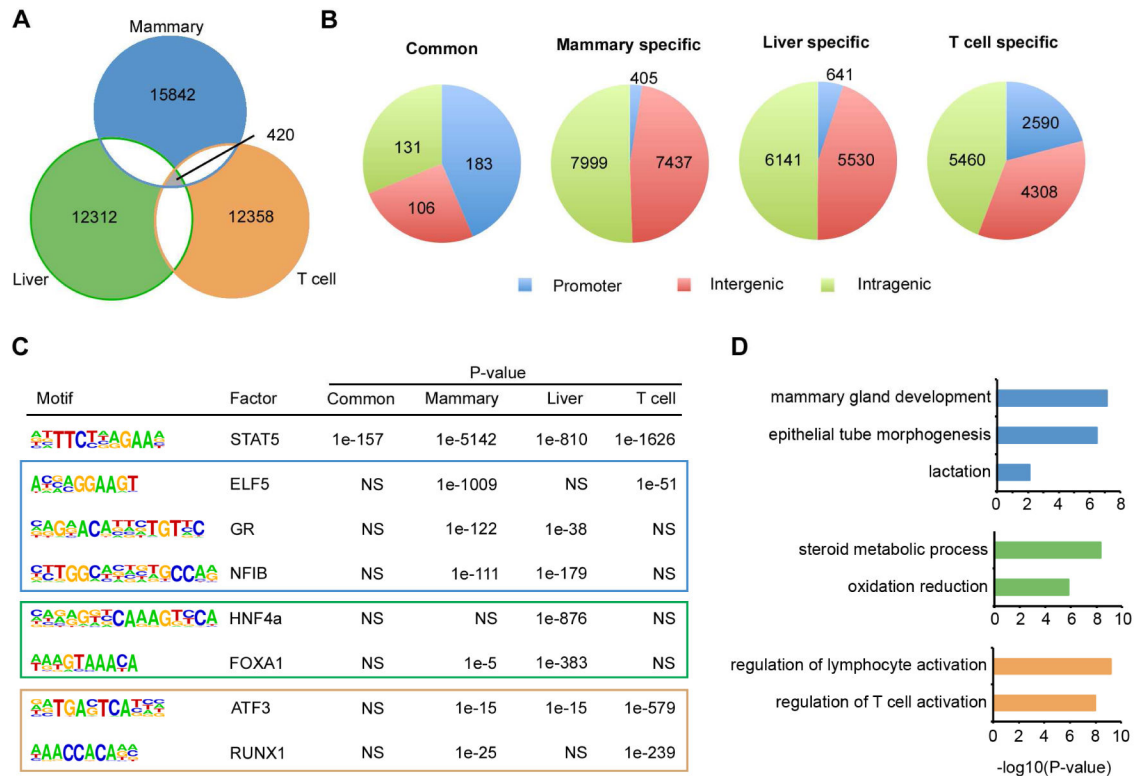 A
Mammary
15842
420
12312
12358
Liver
T cell
B
Common
Mammary specific
Liver specific
T cell specific
183
106
131
405
7437
7999
641
5530
6141
2590
4308
5460
Promoter
Intergenic
Intragenic
C
P-value
Motif Factor Common Mammary Liver T cell
STAT5 1e-157 1e-5142 1e-810 1e-1626
ELF5 NS 1e-1009 NS 1e-51
GR NS 1e-122 1e-38 NS
NFIB NS 1e-111 1e-179 NS
HNF4a NS NS 1e-876 NS
FOXA1 NS 1e-5 1e-383 NS
ATF3 NS 1e-15 1e-15 1e-579
RUNX1 NS 1e-25 NS 1e-239
D
mammary gland development
epithelial tube morphogenesis
lactation
0 2 4 6 8
steroid metabolic process
oxidation reduction
0 2 4 6 8 10
regulation of lymphocyte activation
regulation of T cell activation
0 2 4 6 8 10
-log10(P-value)